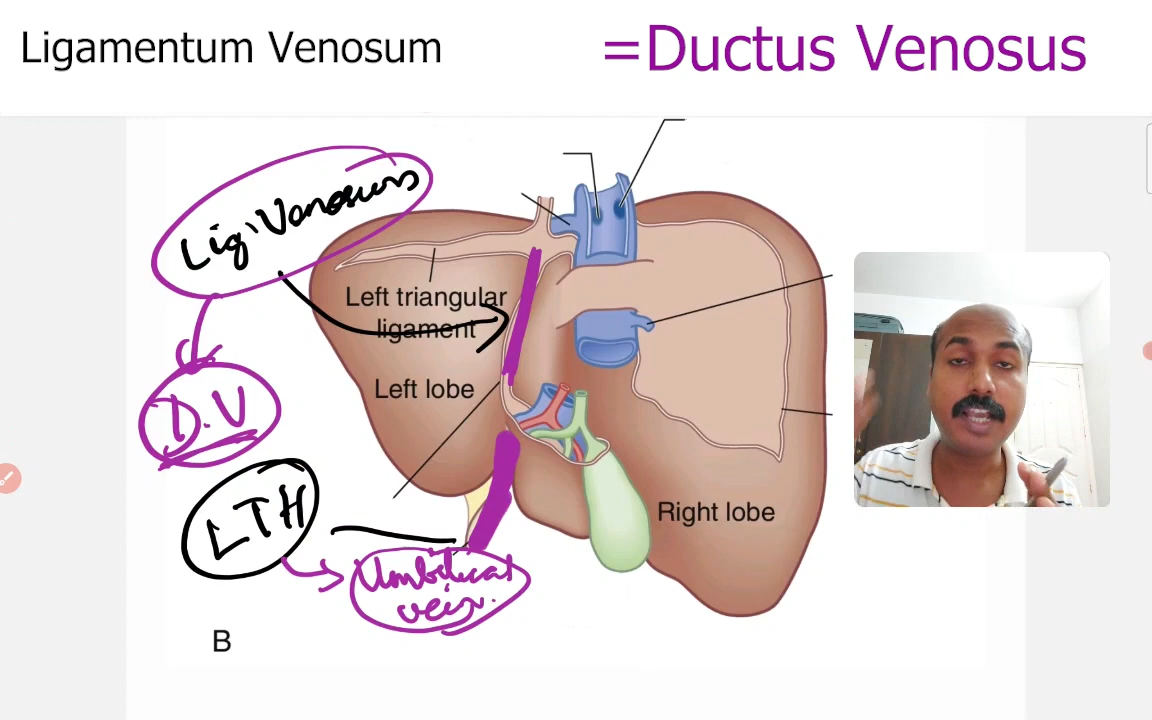 Ligamentum Venosum
=Ductus Venosus
Lig. Venosum
Left triangular
ligament
Left lobe
D.V
LTH
Right lobe
Umbilical
vein.
B